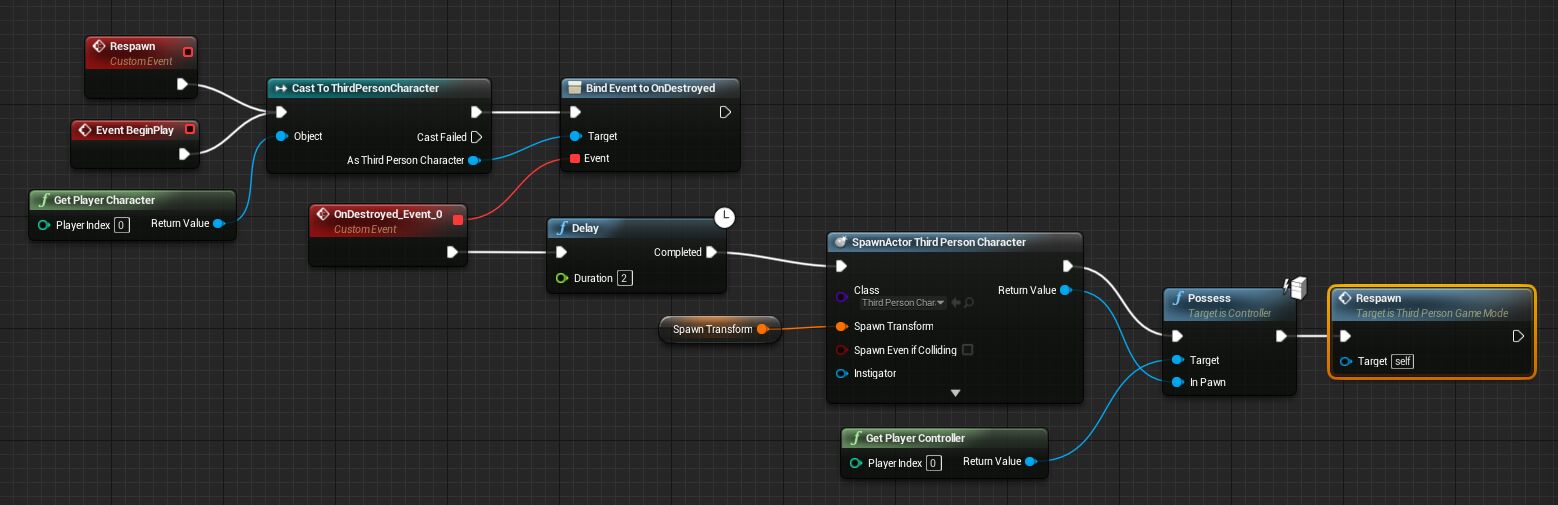 Respawn
Custom Event
Event BeginPlay
Get Player Character
Player Index 0 Return Value
Cast To ThirdPersonCharacter
Object
Cast Failed
As Third Person Character
Bind Event to OnDestroyed
Target
Event
OnDestroyed_Event_0
Custom Event
Delay
Completed
Duration 2
Spawn Transform
SpawnActor Third Person Character
Class
Third Person Char
Return Value
Spawn Transform
Spawn Even if Colliding
Instigator
Get Player Controller
Player Index 0 Return Value
Possess
Target is Controller
Target
In Pawn
Respawn
Target is Third Person Game Mode
Target self